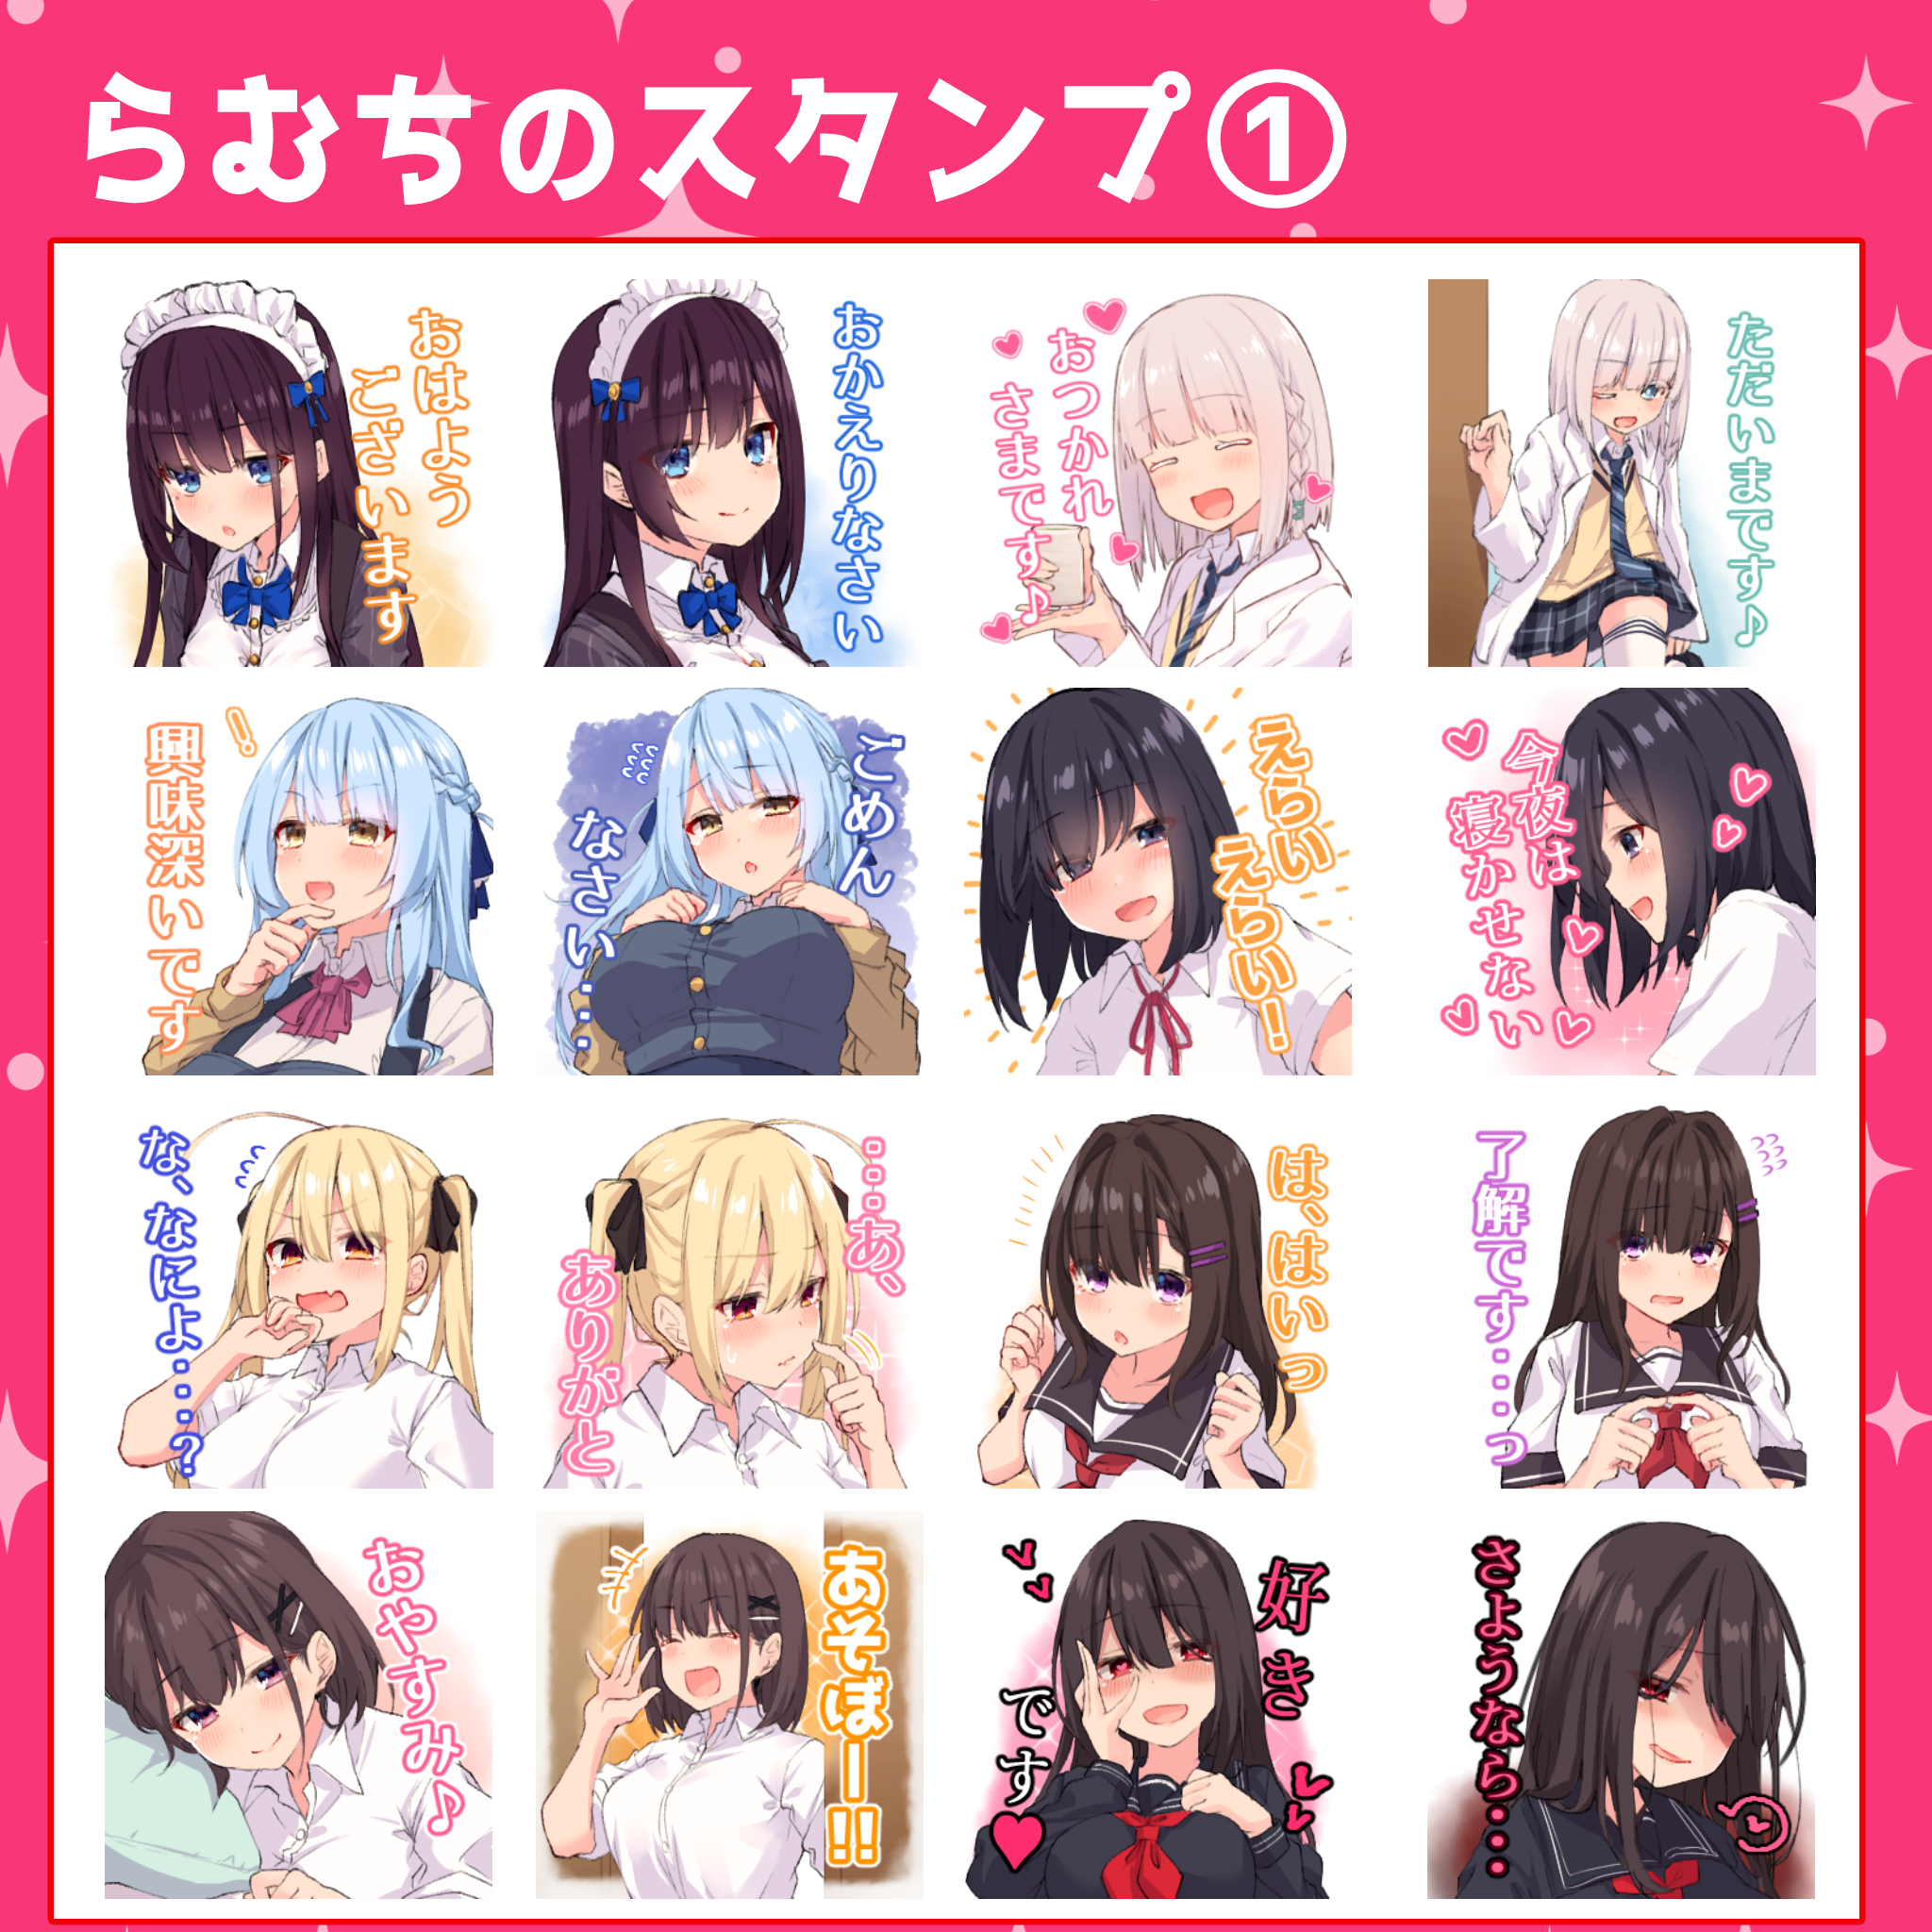 らむちのスタンプ①
おはよう
ございます
おかえりなさい
おつかれ
さまです♪
ただいまです♪
興味深いです
ごめん
なさい・・
えらい
えらい!
今夜は
寝かせない
な、なによ・・・・?
・・・・あ、
ありがと
は、はいっ
了解です・・・・っ
おやすみ♪
あそぼー!!
好き
です♥
さようなら・・・・